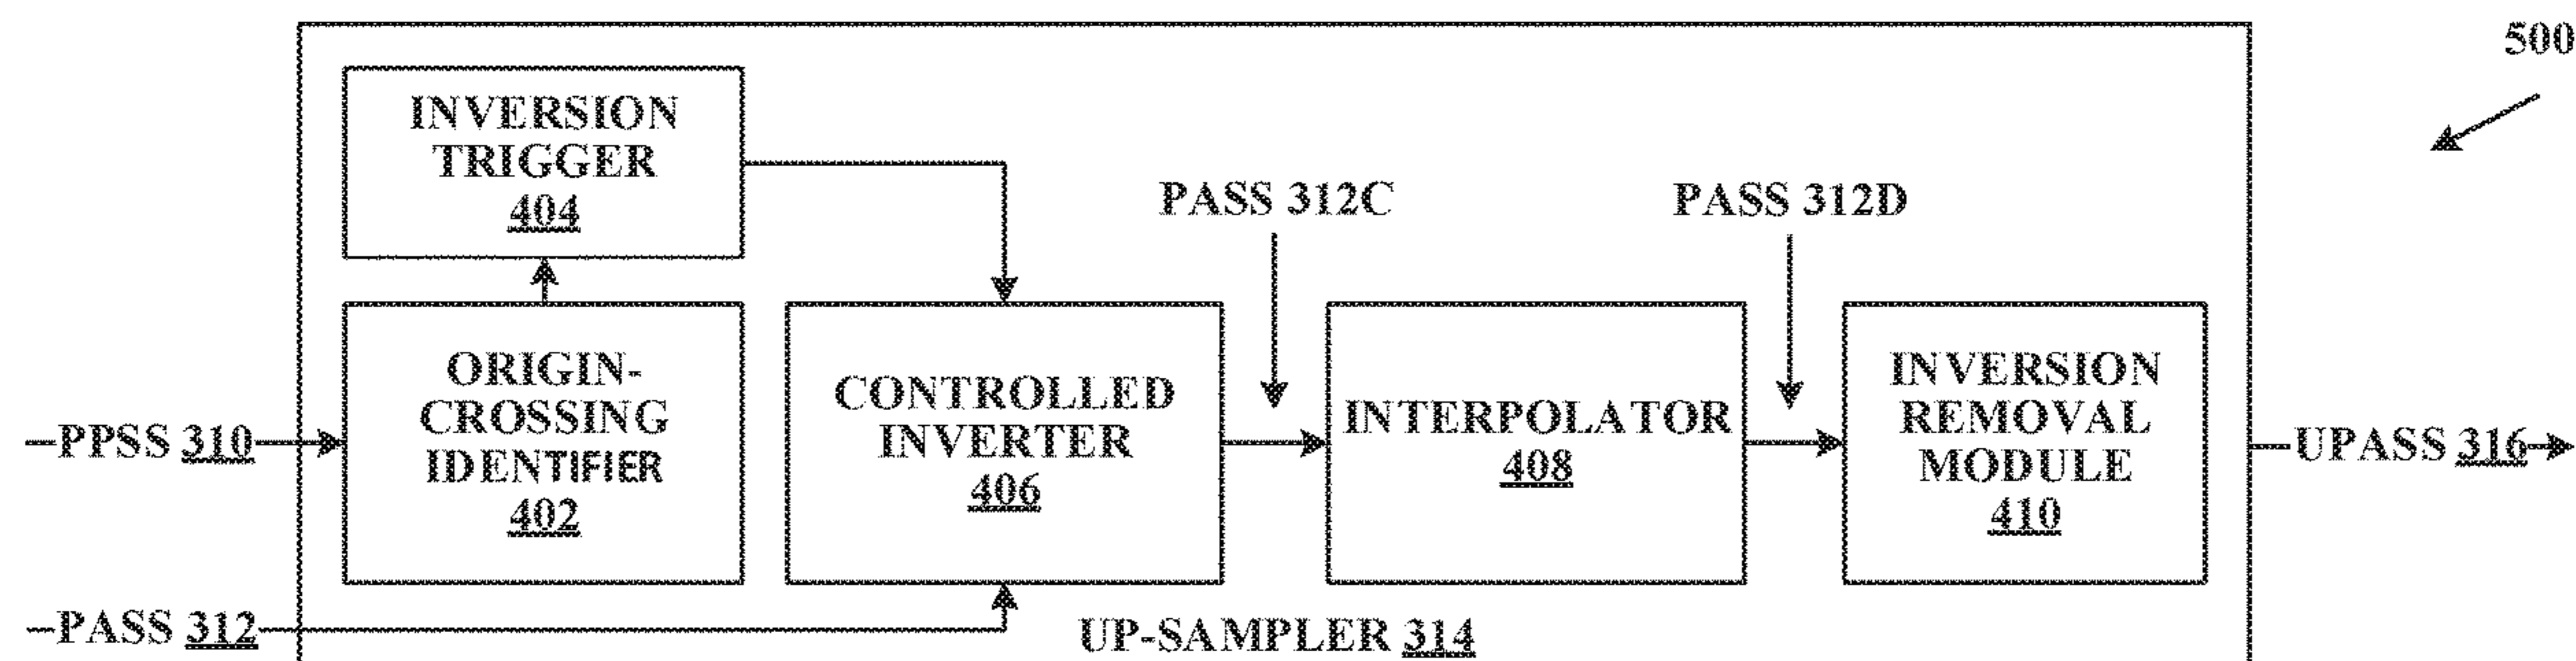 500
INVERSION
TRIGGER
404
PASS 312C
PASS 312D
ORIGIN-
CROSSING
IDENTIFIER
402
CONTROLLED
INVERTER
406
INTERPOLATOR
408
INVERSION
REMOVAL
MODULE
410
PPSS 310
UPASS 316
PASS 312
UP-SAMPLER 314